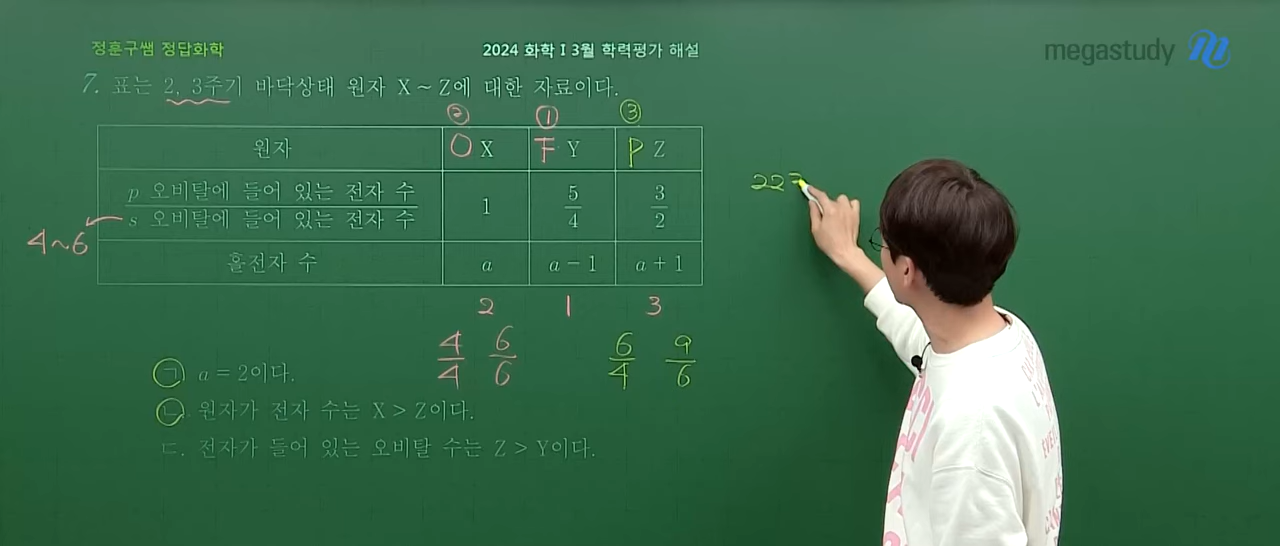 정훈구쌤 정답화학
2024 화학 I 3월 학력평가 해설
megastudy
7. 표는 2, 3주기 바닥상태 원자 X ~ Z에 대한 자료이다.
② ① ③
원자 O X F Y P Z
p 오비탈에 들어 있는 전자 수 / s 오비탈에 들어 있는 전자 수 1 5/4 3/2
4~6
홀전자 수 a a - 1 a + 1
2 1 3
4/4 6/6 6/4 9/6
223
ㄱ. a = 2이다.
ㄴ. 원자가 전자 수는 X > Z이다.
ㄷ. 전자가 들어 있는 오비탈 수는 Z > Y이다.